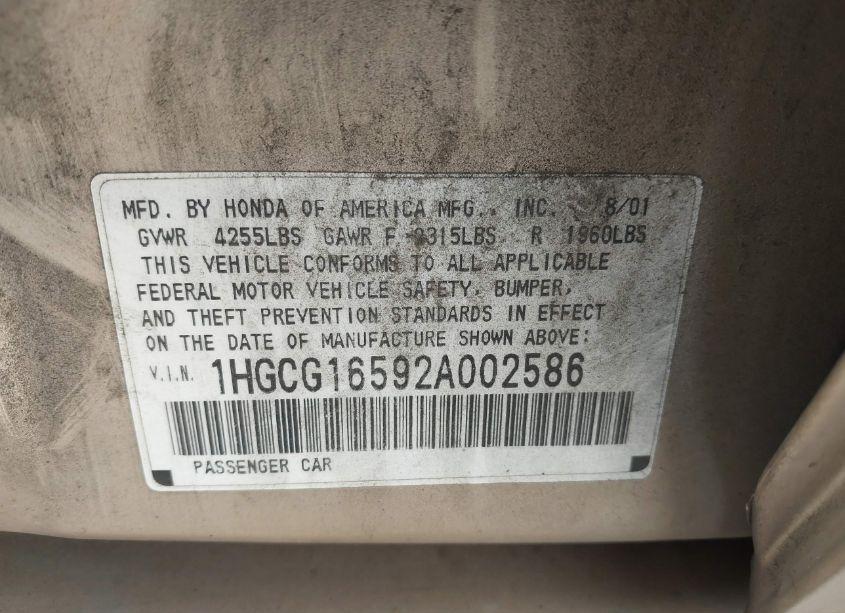 MFD. BY HONDA OF AMERICA MFG., INC. 8/01
GVWR 4255LBS GAWR F 2315LBS R 1960LBS
THIS VEHICLE CONFORMS TO ALL APPLICABLE
FEDERAL MOTOR VEHICLE SAFETY, BUMPER,
AND THEFT PREVENTION STANDARDS IN EFFECT
ON THE DATE OF MANUFACTURE SHOWN ABOVE:
V.I.N. 1HGCG16592A002586
PASSENGER CAR